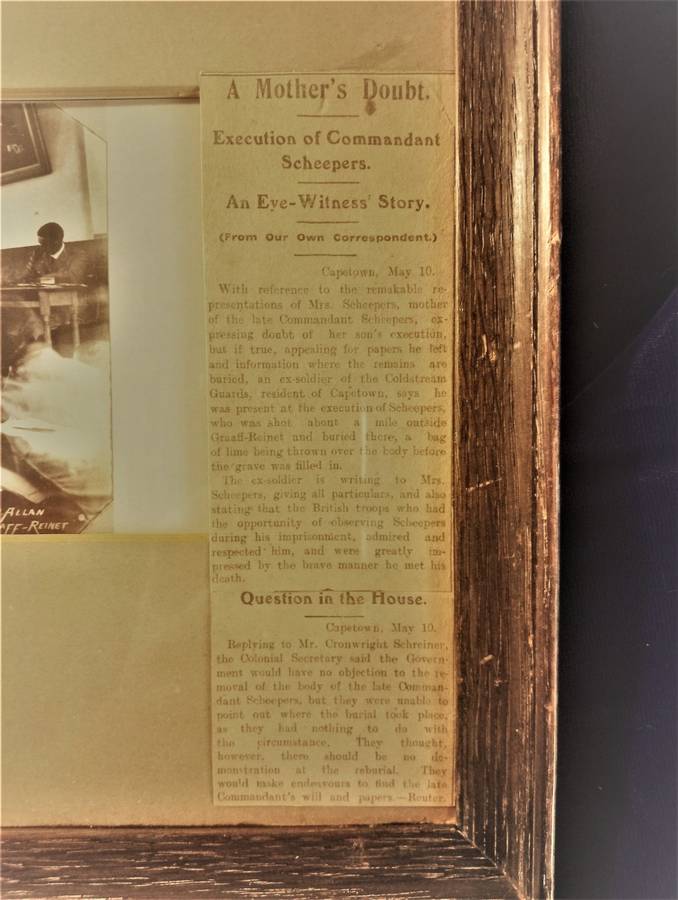 A Mother's Doubt.
Execution of Commandant
Scheepers.
An Eye-Witness' Story.
(From Our Own Correspondent.)
Capetown, May 10.
With reference to the remakable re-
presentations of Mrs. Scheepers, mother
of the late Commandant Scheepers, ex-
pressing doubt of her son's execution,
but if true, appealing for papers he left
and information where the remains are
buried, an ex-soldier of the Coldstream
Guards, resident of Capetown, says he
was present at the execution of Scheepers,
who was shot about a mile outside
Graaff-Reinet and buried there, a bag
of lime being thrown over the body before
the grave was filled in.
The ex-soldier is writing to Mrs.
Scheepers, giving all particulars, and also
stating that the British troops who had
the opportunity of observing Scheepers
during his imprisonment, admired and
respected him, and were greatly im-
pressed by the brave manner he met his
death.
Question in the House.
Capetown, May 10.
Replying to Mr. Cronwright Schreiner,
the Colonial Secretary said the Govern-
ment would have no objection to the re-
moval of the body of the late Comman-
dant Scheepers, but they were unable to
point out where the burial took place,
as they had nothing to do with
the circumstance. They thought,
however, there should be no de-
monstration at the reburial. They
would make endeavours to find the late
Commandant's will and papers.—Reuter.
ALLAN
AFF-REINET